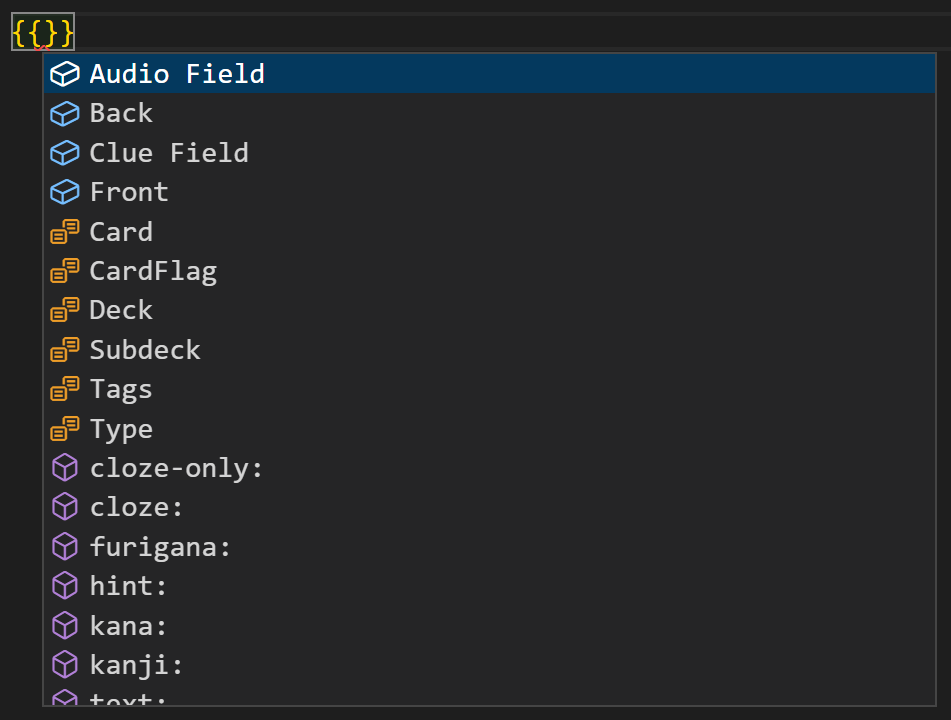 {{}}
Audio Field
Back
Clue Field
Front
Card
CardFlag
Deck
Subdeck
Tags
Type
cloze-only:
cloze:
furigana:
hint:
kana:
kanji:
text: